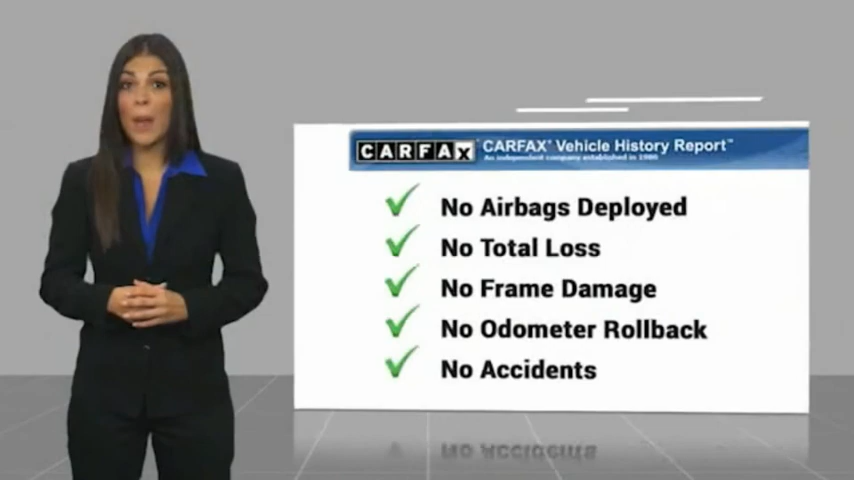 CARFAX CARFAX® Vehicle History Report™
An independent company established in 1986
No Airbags Deployed
No Total Loss
No Frame Damage
No Odometer Rollback
No Accidents